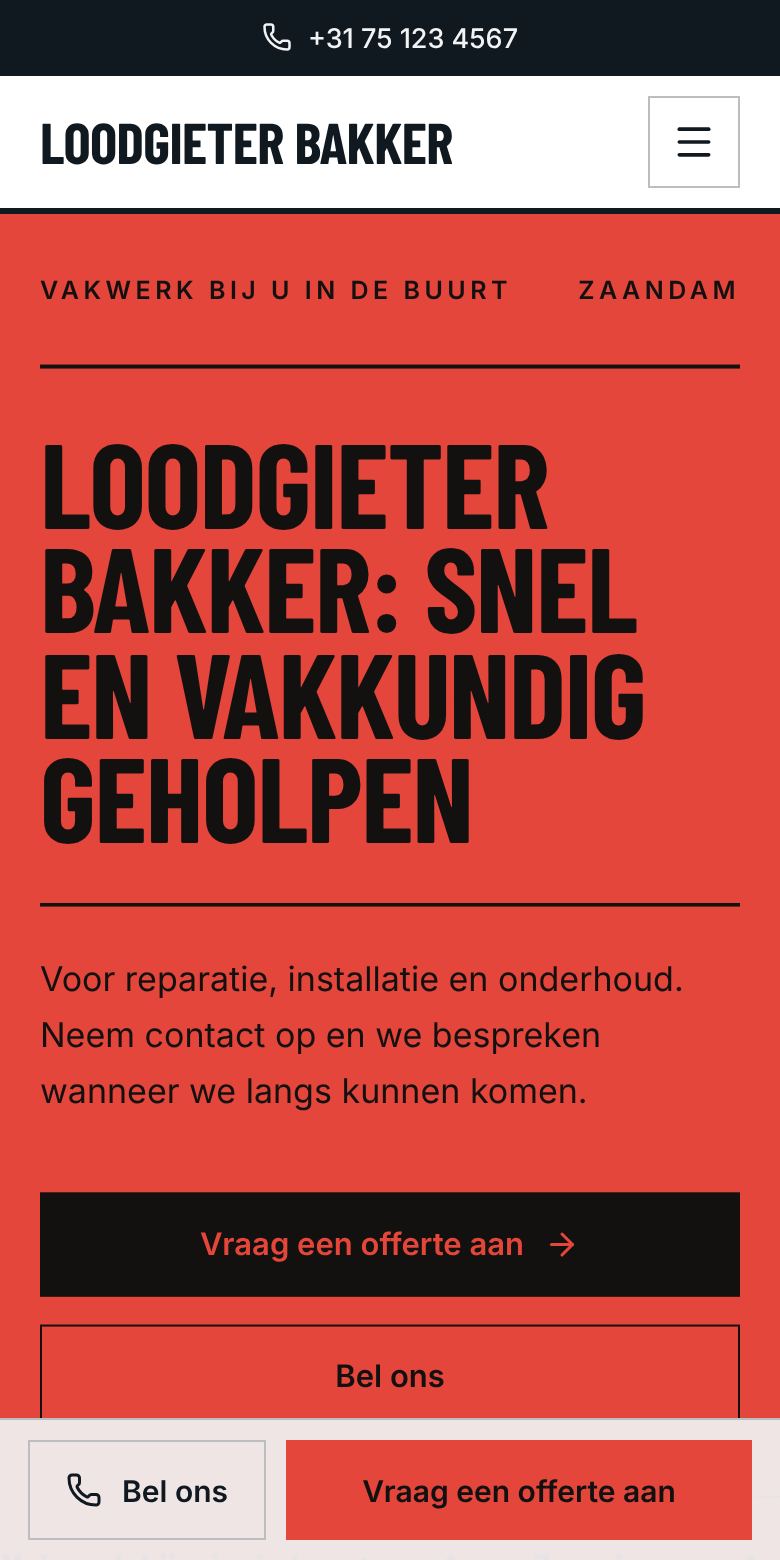 +31 75 123 4567
LOODGIETER BAKKER
VAKWERK BIJ U IN DE BUURT ZAANDAM
LOODGIETER
BAKKER: SNEL
EN VAKKUNDIG
GEHOLPEN
Voor reparatie, installatie en onderhoud.
Neem contact op en we bespreken
wanneer we langs kunnen komen.
Vraag een offerte aan
Bel ons
Bel ons Vraag een offerte aan